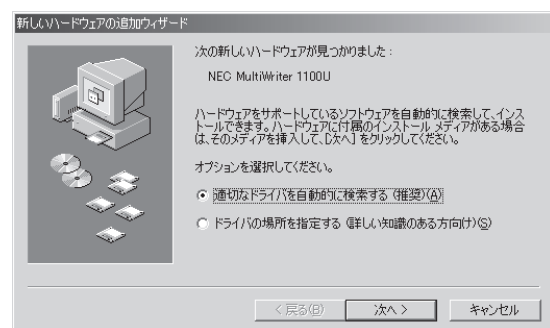 新しいハードウェアの追加ウィザード
次の新しいハードウェアが見つかりました :
NEC MultiWriter 1100U
ハードウェアをサポートしているソフトウェアを自動的に検索して、インス
トールできます。ハードウェアに付属のインストール メディアがある場合
は、そのメディアを挿入して、[次へ] をクリックしてください。
オプションを選択してください。
適切なドライバを自動的に検索する (推奨)(A)
ドライバの場所を指定する (詳しい知識のある方向け)(S)
< 戻る(B)
次へ >
キャンセル